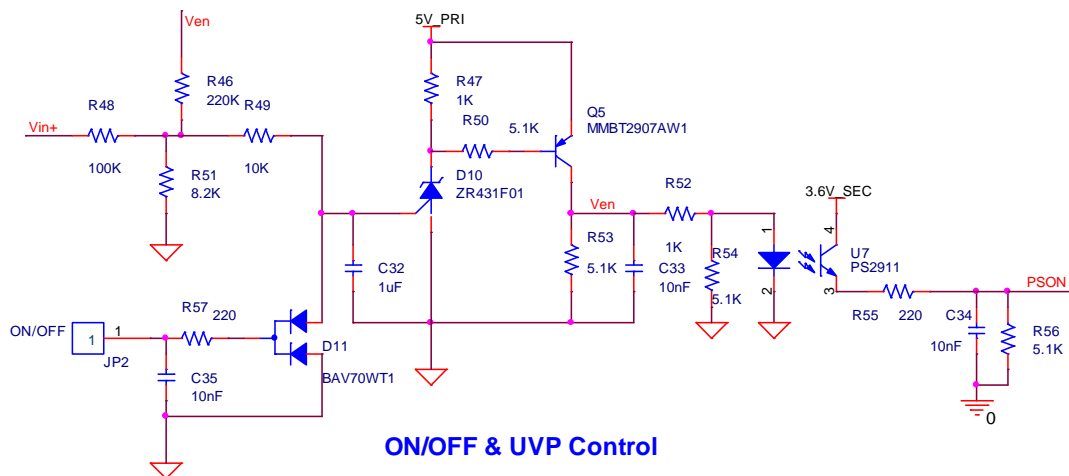 Ven
5V_PRI
R46
220K
R47
1K
R48
R49
Q5
MMBT2907AW1
R50
5.1K
Vin+
100K
R51
8.2K
10K
D10
ZR431F01
R52
3.6V_SEC
Ven
1
4
R53
1K
R54
U7
PS2911
C32
1uF
5.1K
C33
10nF
5.1K
2
3
PSON
R55
220
C34
10nF
R56
5.1K
R57
220
ON/OFF
1
1
JP2
D11
BAV70WT1
C35
10nF
0
ON/OFF & UVP Control